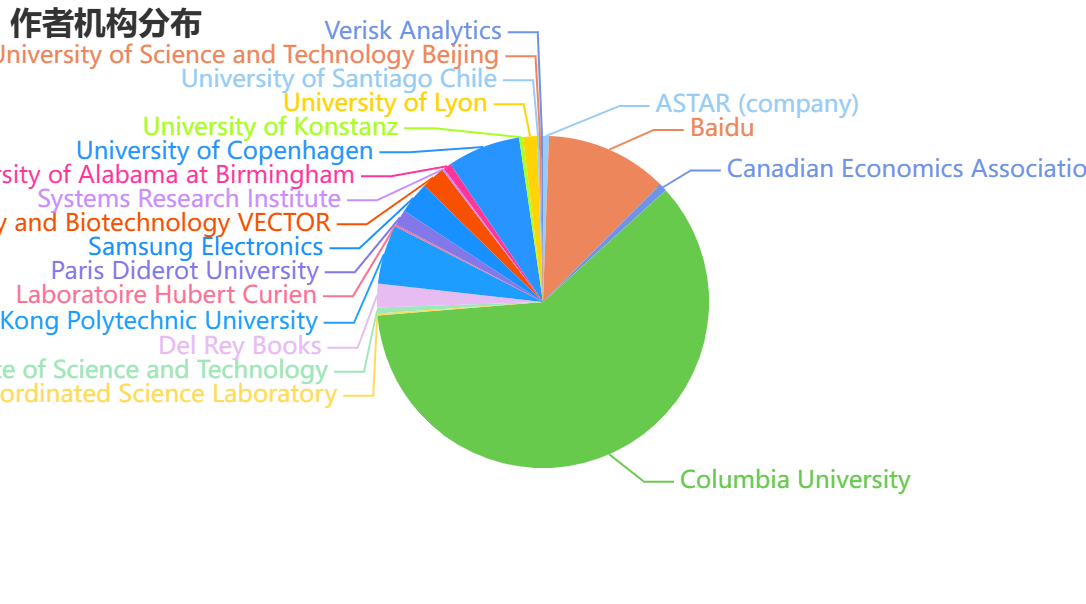 作者机构分布
Verisk Analytics
University of Science and Technology Beijing
University of Santiago Chile
University of Lyon
University of Konstanz
University of Copenhagen
rsity of Alabama at Birmingham
Systems Research Institute
y and Biotechnology VECTOR
Samsung Electronics
Paris Diderot University
Laboratoire Hubert Curien
Kong Polytechnic University
Del Rey Books
te of Science and Technology
ordinated Science Laboratory
ASTAR (company)
Baidu
Canadian Economics Associatio
Columbia University